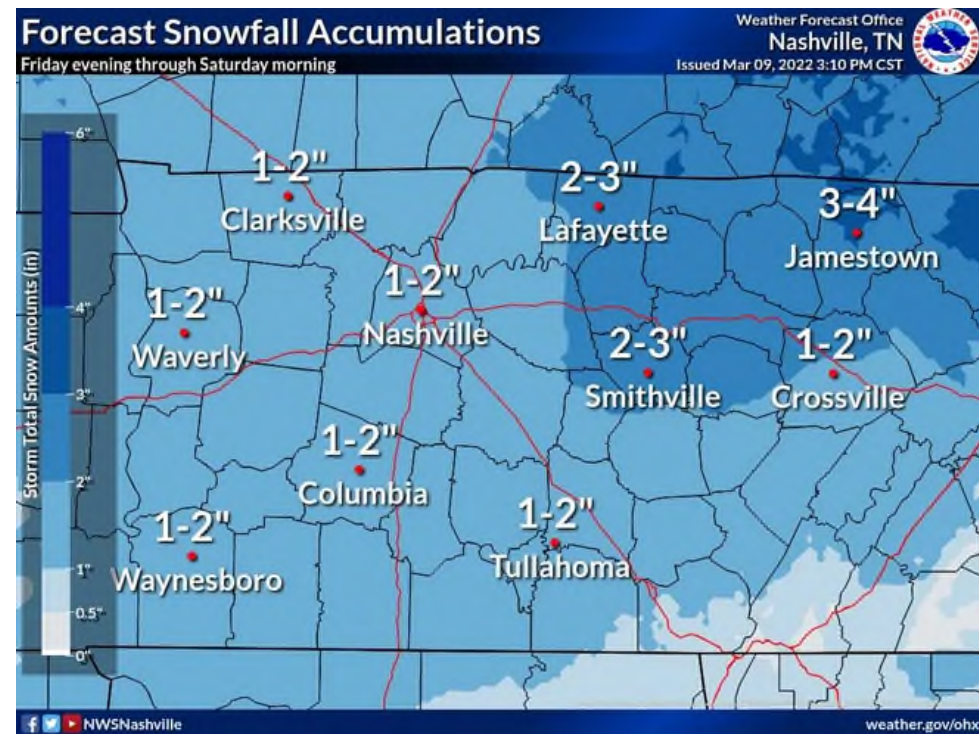 Forecast Snowfall Accumulations
Friday evening through Saturday morning
Weather Forecast Office
Nashville, TN
Issued Mar 09, 2022 3:10 PM CST
NATIONAL WEATHER SERVICE
Storm Total Snow Amounts (in)
6"
4"
3"
2"
1"
0.5"
0"
1-2"
Clarksville
2-3"
Lafayette
3-4"
Jamestown
1-2"
Waverly
1-2"
Nashville
2-3"
Smithville
1-2"
Crossville
1-2"
Columbia
1-2"
Waynesboro
1-2"
Tullahoma
NWSNashville
weather.gov/ohx